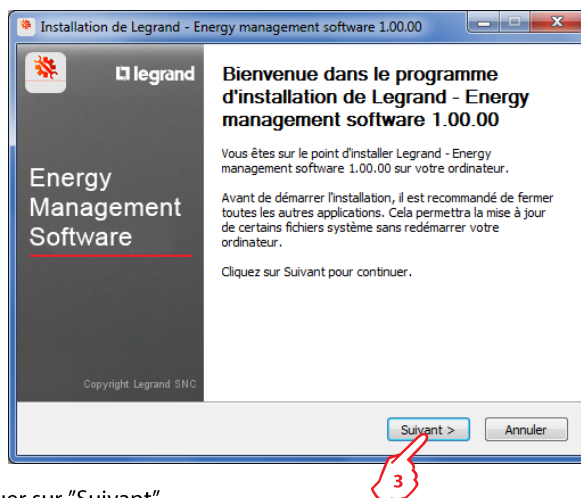 Installation de Legrand - Energy management software 1.00.00
legrand
Bienvenue dans le programme
d'installation de Legrand - Energy
management software 1.00.00
Vous êtes sur le point d'installer Legrand - Energy
management software 1.00.00 sur votre ordinateur.
Avant de démarrer l'installation, il est recommandé de fermer
toutes les autres applications. Cela permettra la mise à jour
de certains fichiers système sans redémarrer votre
ordinateur.
Cliquez sur Suivant pour continuer.
Energy
Management
Software
Copyright Legrand SNC
Suivant >
Annuler
3
uer sur "Suivant"